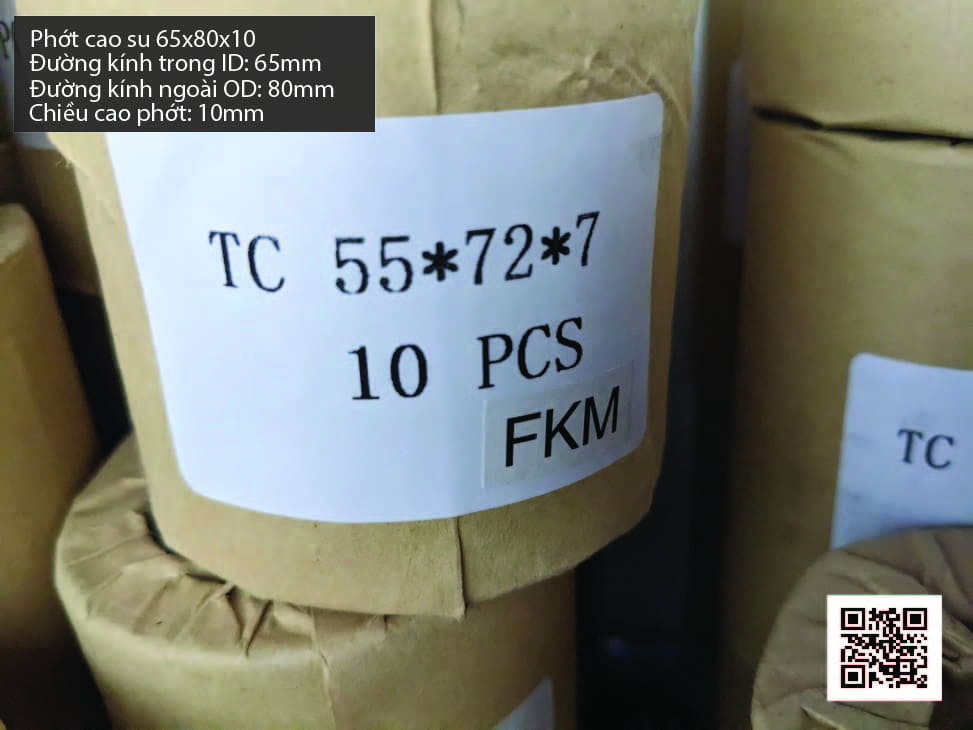 Phớt cao su 65x80x10
Đường kính trong ID: 65mm
Đường kính ngoài OD: 80mm
Chiều cao phớt: 10mm
TC 55*72*7
10 PCS
FKM
TC